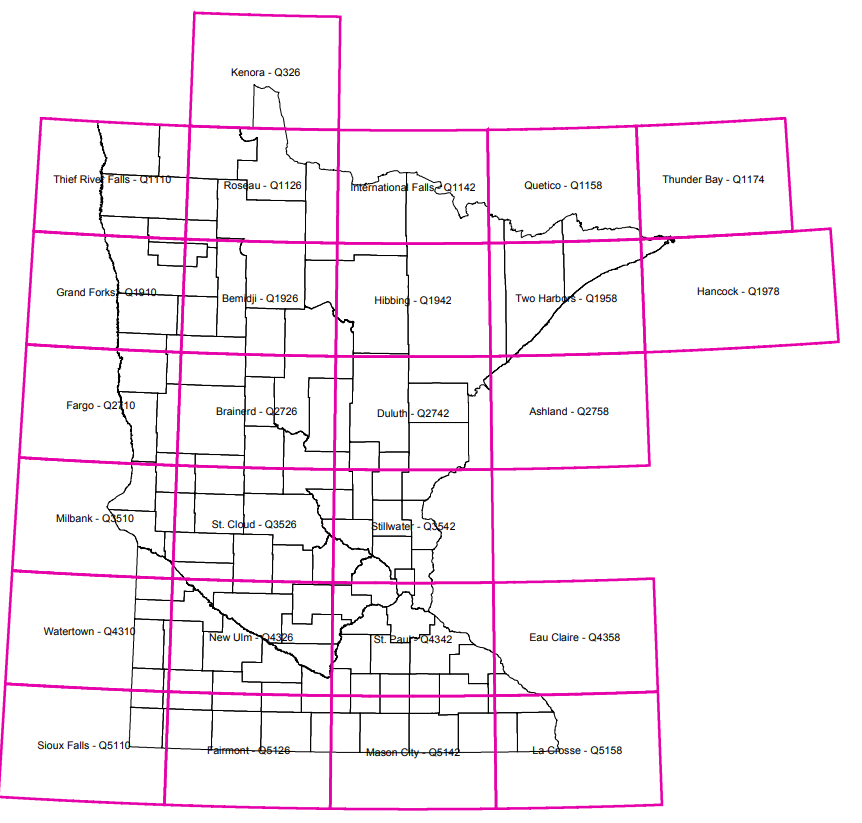 Kenora - Q326
Thief River Falls - Q1110
Roseau - Q1126
International Falls - Q1142
Quetico - Q1158
Thunder Bay - Q1174
Grand Forks - Q1910
Bemidji - Q1926
Hibbing - Q1942
Two Harbors - Q1958
Hancock - Q1978
Fargo - Q2710
Brainerd - Q2726
Duluth - Q2742
Ashland - Q2758
Milbank - Q3510
St. Cloud - Q3526
Stillwater - Q3542
Watertown - Q4310
New Ulm - Q4326
St. Paul - Q4342
Eau Claire - Q4358
Sioux Falls - Q5110
Fairmont - Q5126
Mason City - Q5142
La Crosse - Q5158